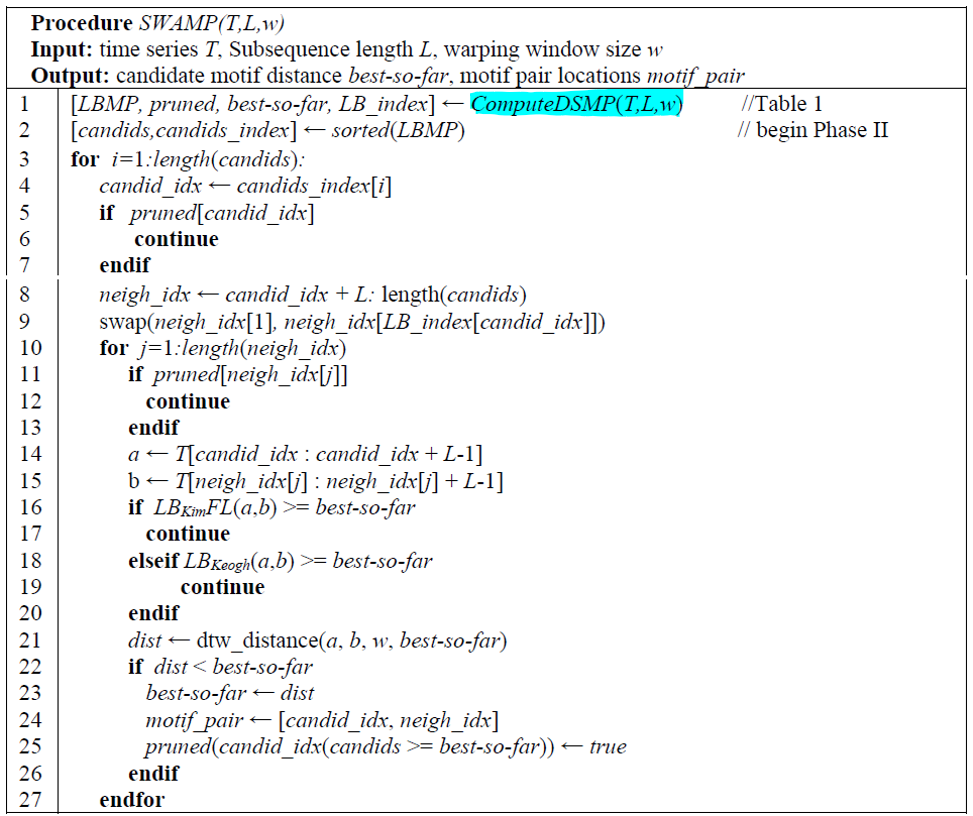 Procedure SWAMP(T,L,w)
Input: time series T, Subsequence length L, warping window size w
Output: candidate motif distance best-so-far, motif pair locations motif_pair
1 [LBMP, pruned, best-so-far, LB_index] ← ComputeDSMP(T,L,w) //Table 1
2 [candids,candids_index] ← sorted(LBMP) // begin Phase II
3 for i=1:length(candids):
4 candid_idx ← candids_index[i]
5 if pruned[candid_idx]
6 continue
7 endif
8 neigh_idx ← candid_idx + L: length(candids)
9 swap(neigh_idx[1], neigh_idx[LB_index[candid_idx]])
10 for j=1:length(neigh_idx)
11 if pruned[neigh_idx[j]]
12 continue
13 endif
14 a ← T[candid_idx : candid_idx + L-1]
15 b ← T[neigh_idx[j] : neigh_idx[j] + L-1]
16 if LBKimFL(a,b) >= best-so-far
17 continue
18 elseif LBKeogh(a,b) >= best-so-far
19 continue
20 endif
21 dist ← dtw_distance(a, b, w, best-so-far)
22 if dist < best-so-far
23 best-so-far ← dist
24 motif_pair ← [candid_idx, neigh_idx]
25 pruned(candid_idx(candids >= best-so-far)) ← true
26 endif
27 endfor